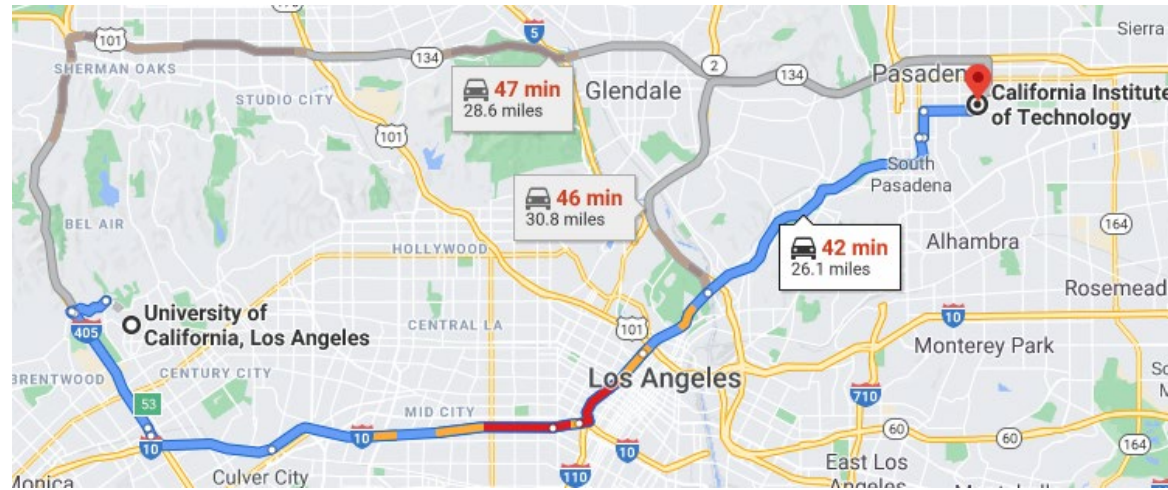 101
5
Sierra
SHERMAN OAKS
134
2
47 min
28.6 miles
Glendale
134
Pasaden
STUDIO CITY
California Institute
of Technology
101
South
Pasadena
46 min
30.8 miles
BEL AIR
164
HOLLYWOOD
42 min
26.1 miles
Alhambra
Rosemead
University of
California, Los Angeles
405
CENTRAL LA
101
10
Monterey Park
BRENTWOOD
CENTURY CITY
Los Angeles
53
710
MID CITY
10
10
60
60
164
10
110
East Los
Angeles
Culver City